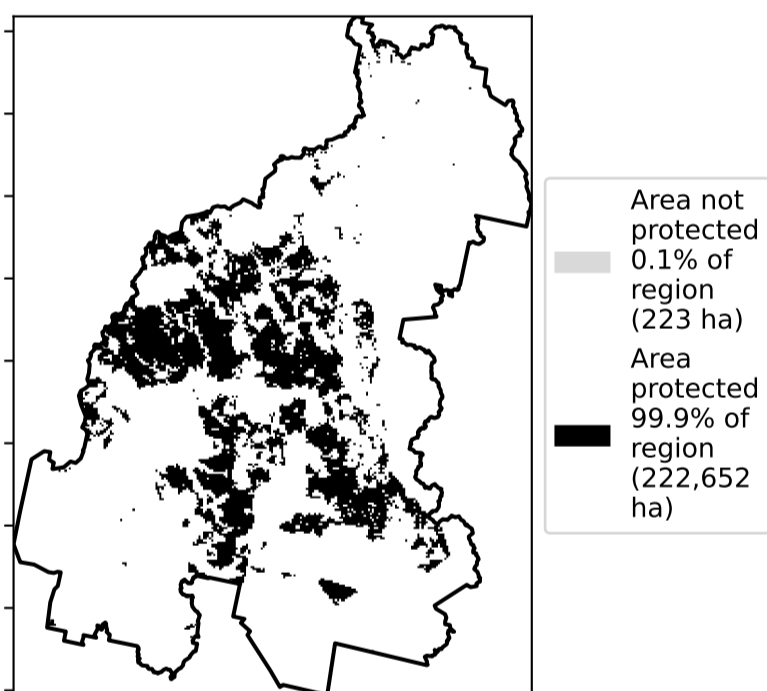 Area not
protected
0.1% of
region
(223 ha)
Area
protected
99.9% of
region
(222,652
ha)